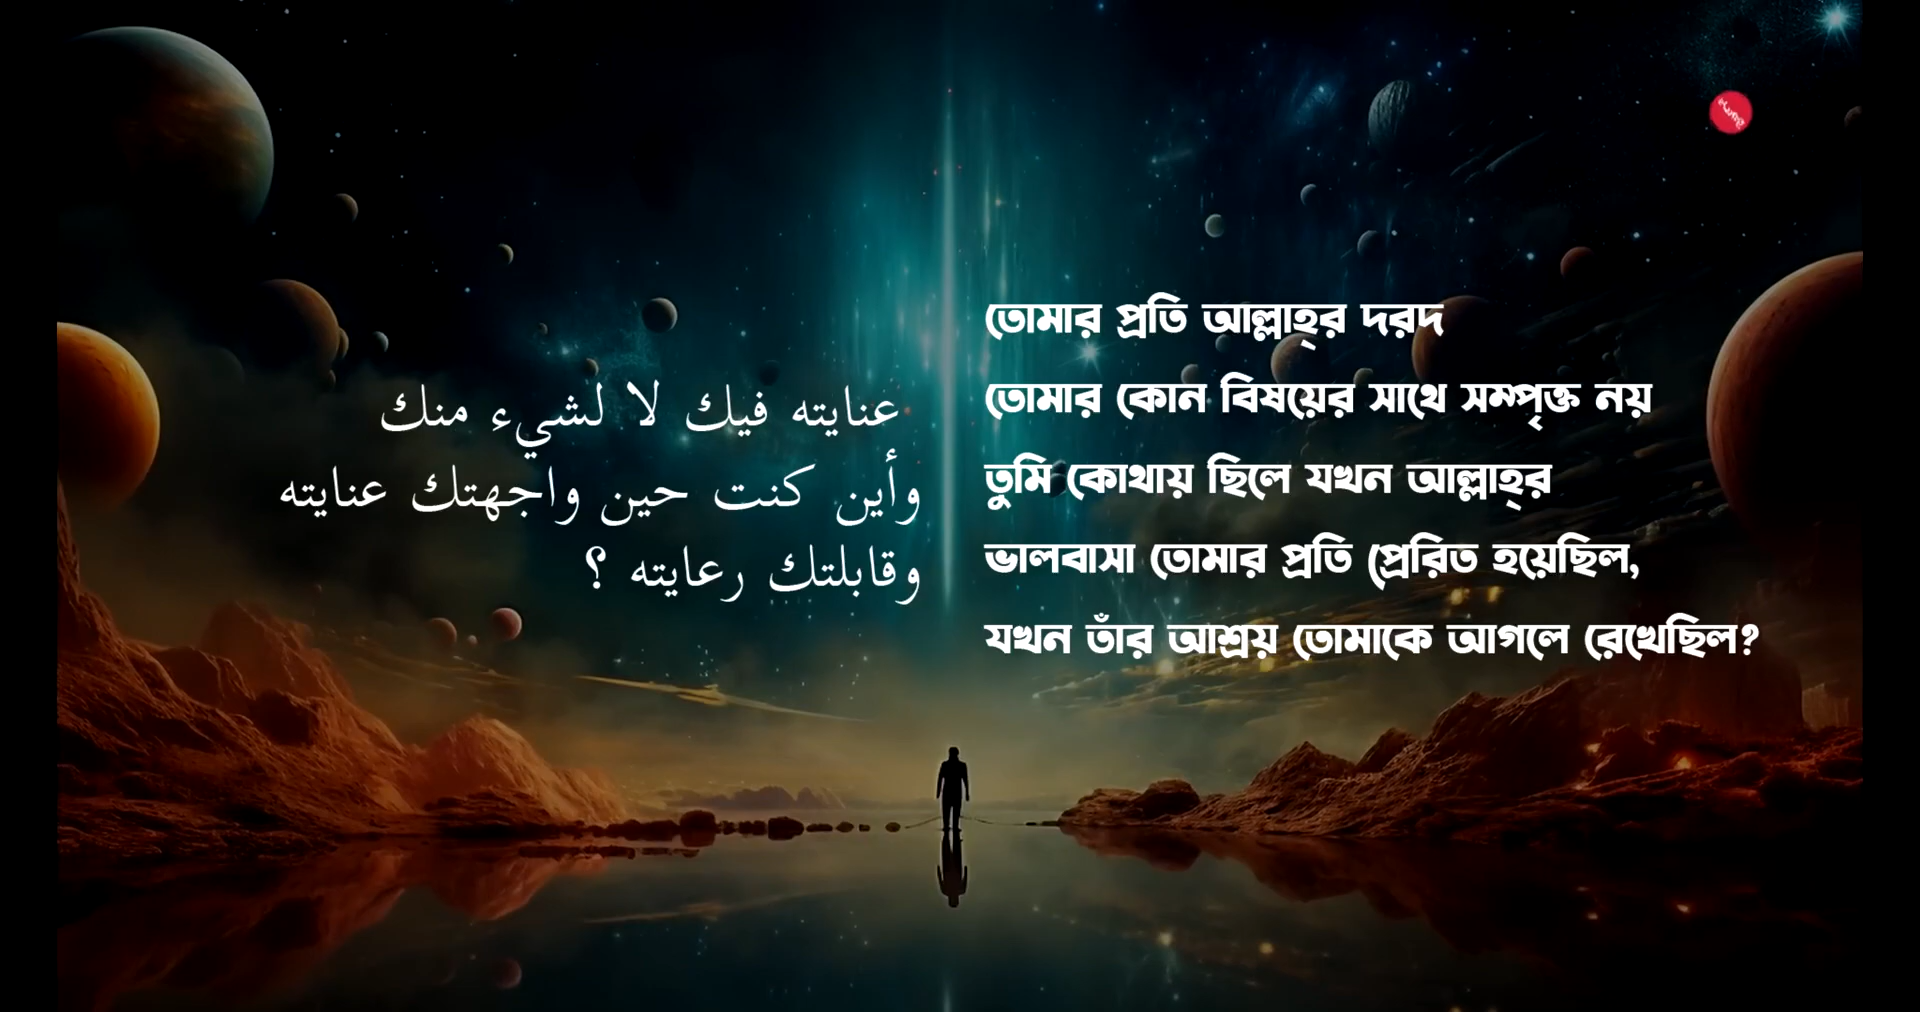 عنايته فيك لا لشيء منك
وأين كنت حين واجهتك عنايته
وقابلتك رعايته ؟
তোমার প্রতি আল্লাহ্‌র দরদ
তোমার কোন বিষয়ের সাথে সম্পৃক্ত নয়
তুমি কোথায় ছিলে যখন আল্লাহ্‌র
ভালবাসা তোমার প্রতি প্রেরিত হয়েছিল,
যখন তাঁর আশ্রয় তোমাকে আগলে রেখেছিল?